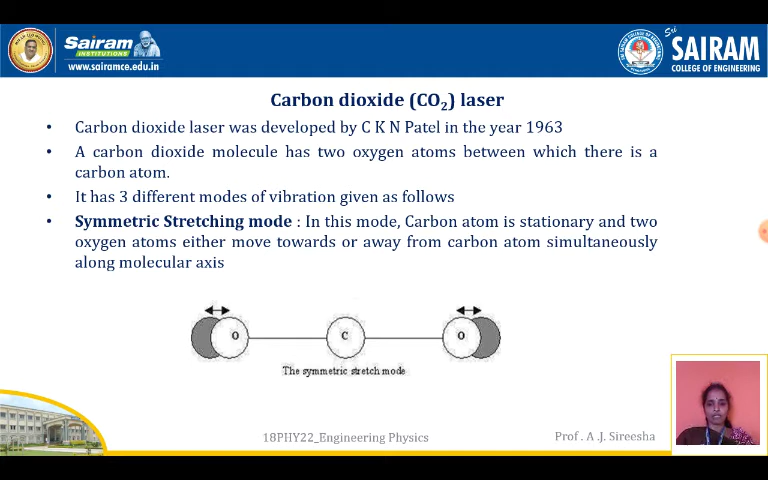 Sairam
INSTITUTIONS
www.sairamce.edu.in
Sri
SAIRAM
COLLEGE OF ENGINEERING
Carbon dioxide (CO₂) laser
• Carbon dioxide laser was developed by C K N Patel in the year 1963
• A carbon dioxide molecule has two oxygen atoms between which there is a
carbon atom.
• It has 3 different modes of vibration given as follows
• Symmetric Stretching mode : In this mode, Carbon atom is stationary and two
oxygen atoms either move towards or away from carbon atom simultaneously
along molecular axis
O C O
The symmetric stretch mode
18PHY22_Engineering Physics
Prof . A .J. Sireesha